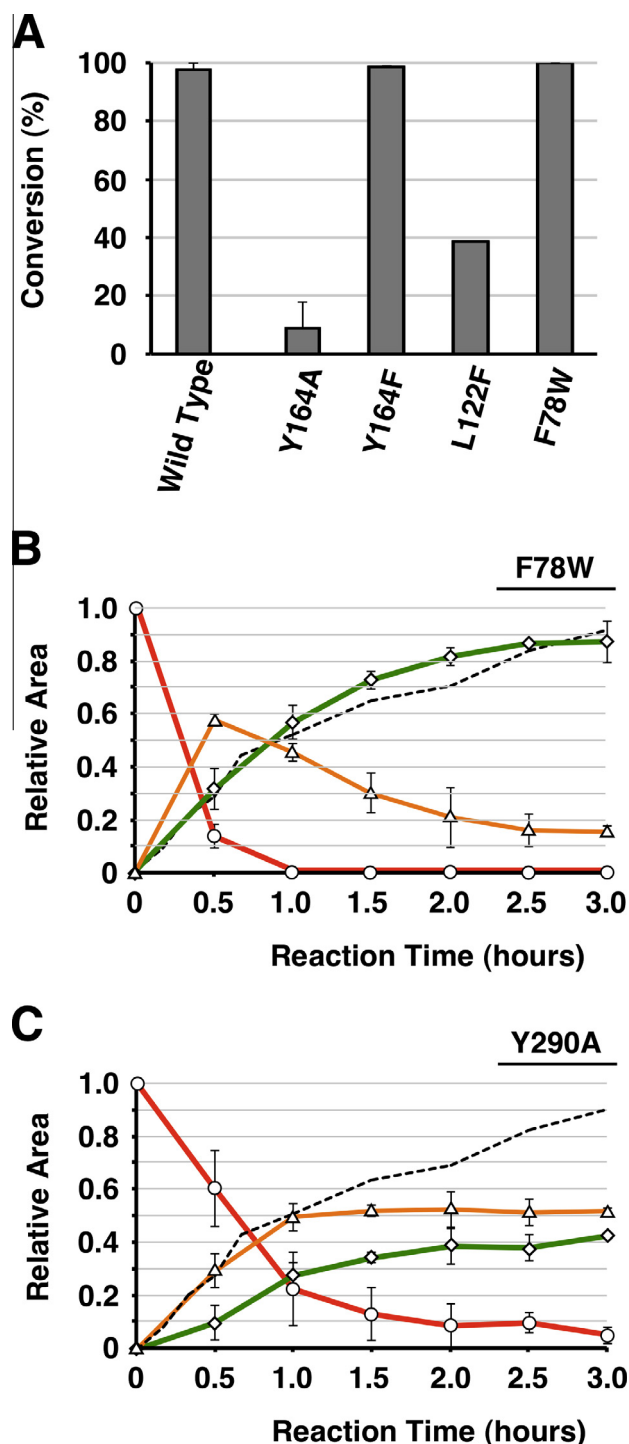 A
Conversion (%)
100
80
60
40
20
0
Wild Type
Y164A
Y164F
L122F
F78W
B
F78W
Relative Area
1.0
0.8
0.6
0.4
0.2
0
0 0.5 1.0 1.5 2.0 2.5 3.0
Reaction Time (hours)
C
Y290A
Relative Area
1.0
0.8
0.6
0.4
0.2
0
0 0.5 1.0 1.5 2.0 2.5 3.0
Reaction Time (hours)